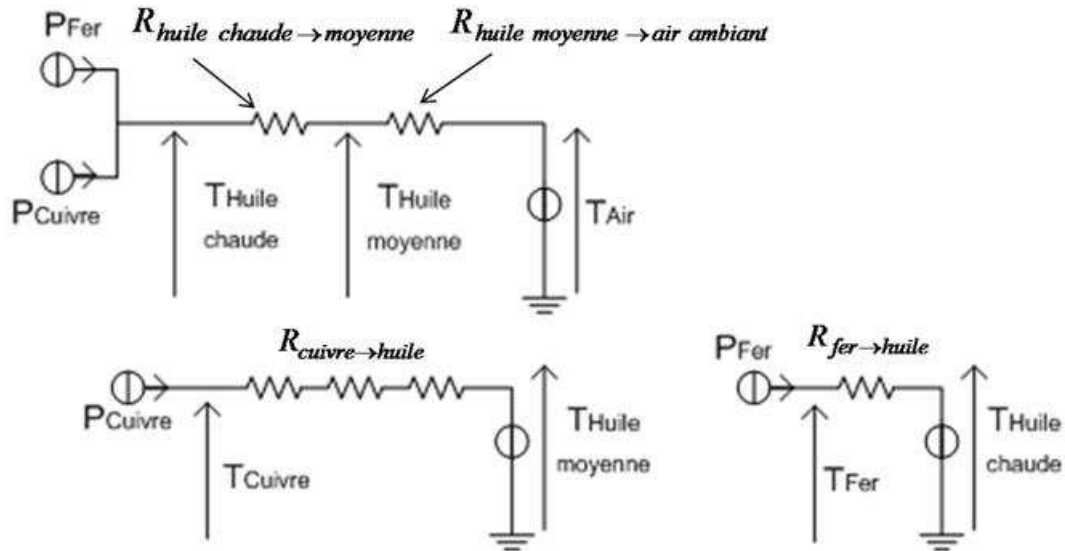 PFer
Rhuile chaude→moyenne
Rhuile moyenne→air ambiant
PCuivre
THuile
chaude
THuile
moyenne
TAir
Rcuivre→huile
PCuivre
TCuivre
THuile
moyenne
PFer
Rfer→huile
TFer
THuile
chaude